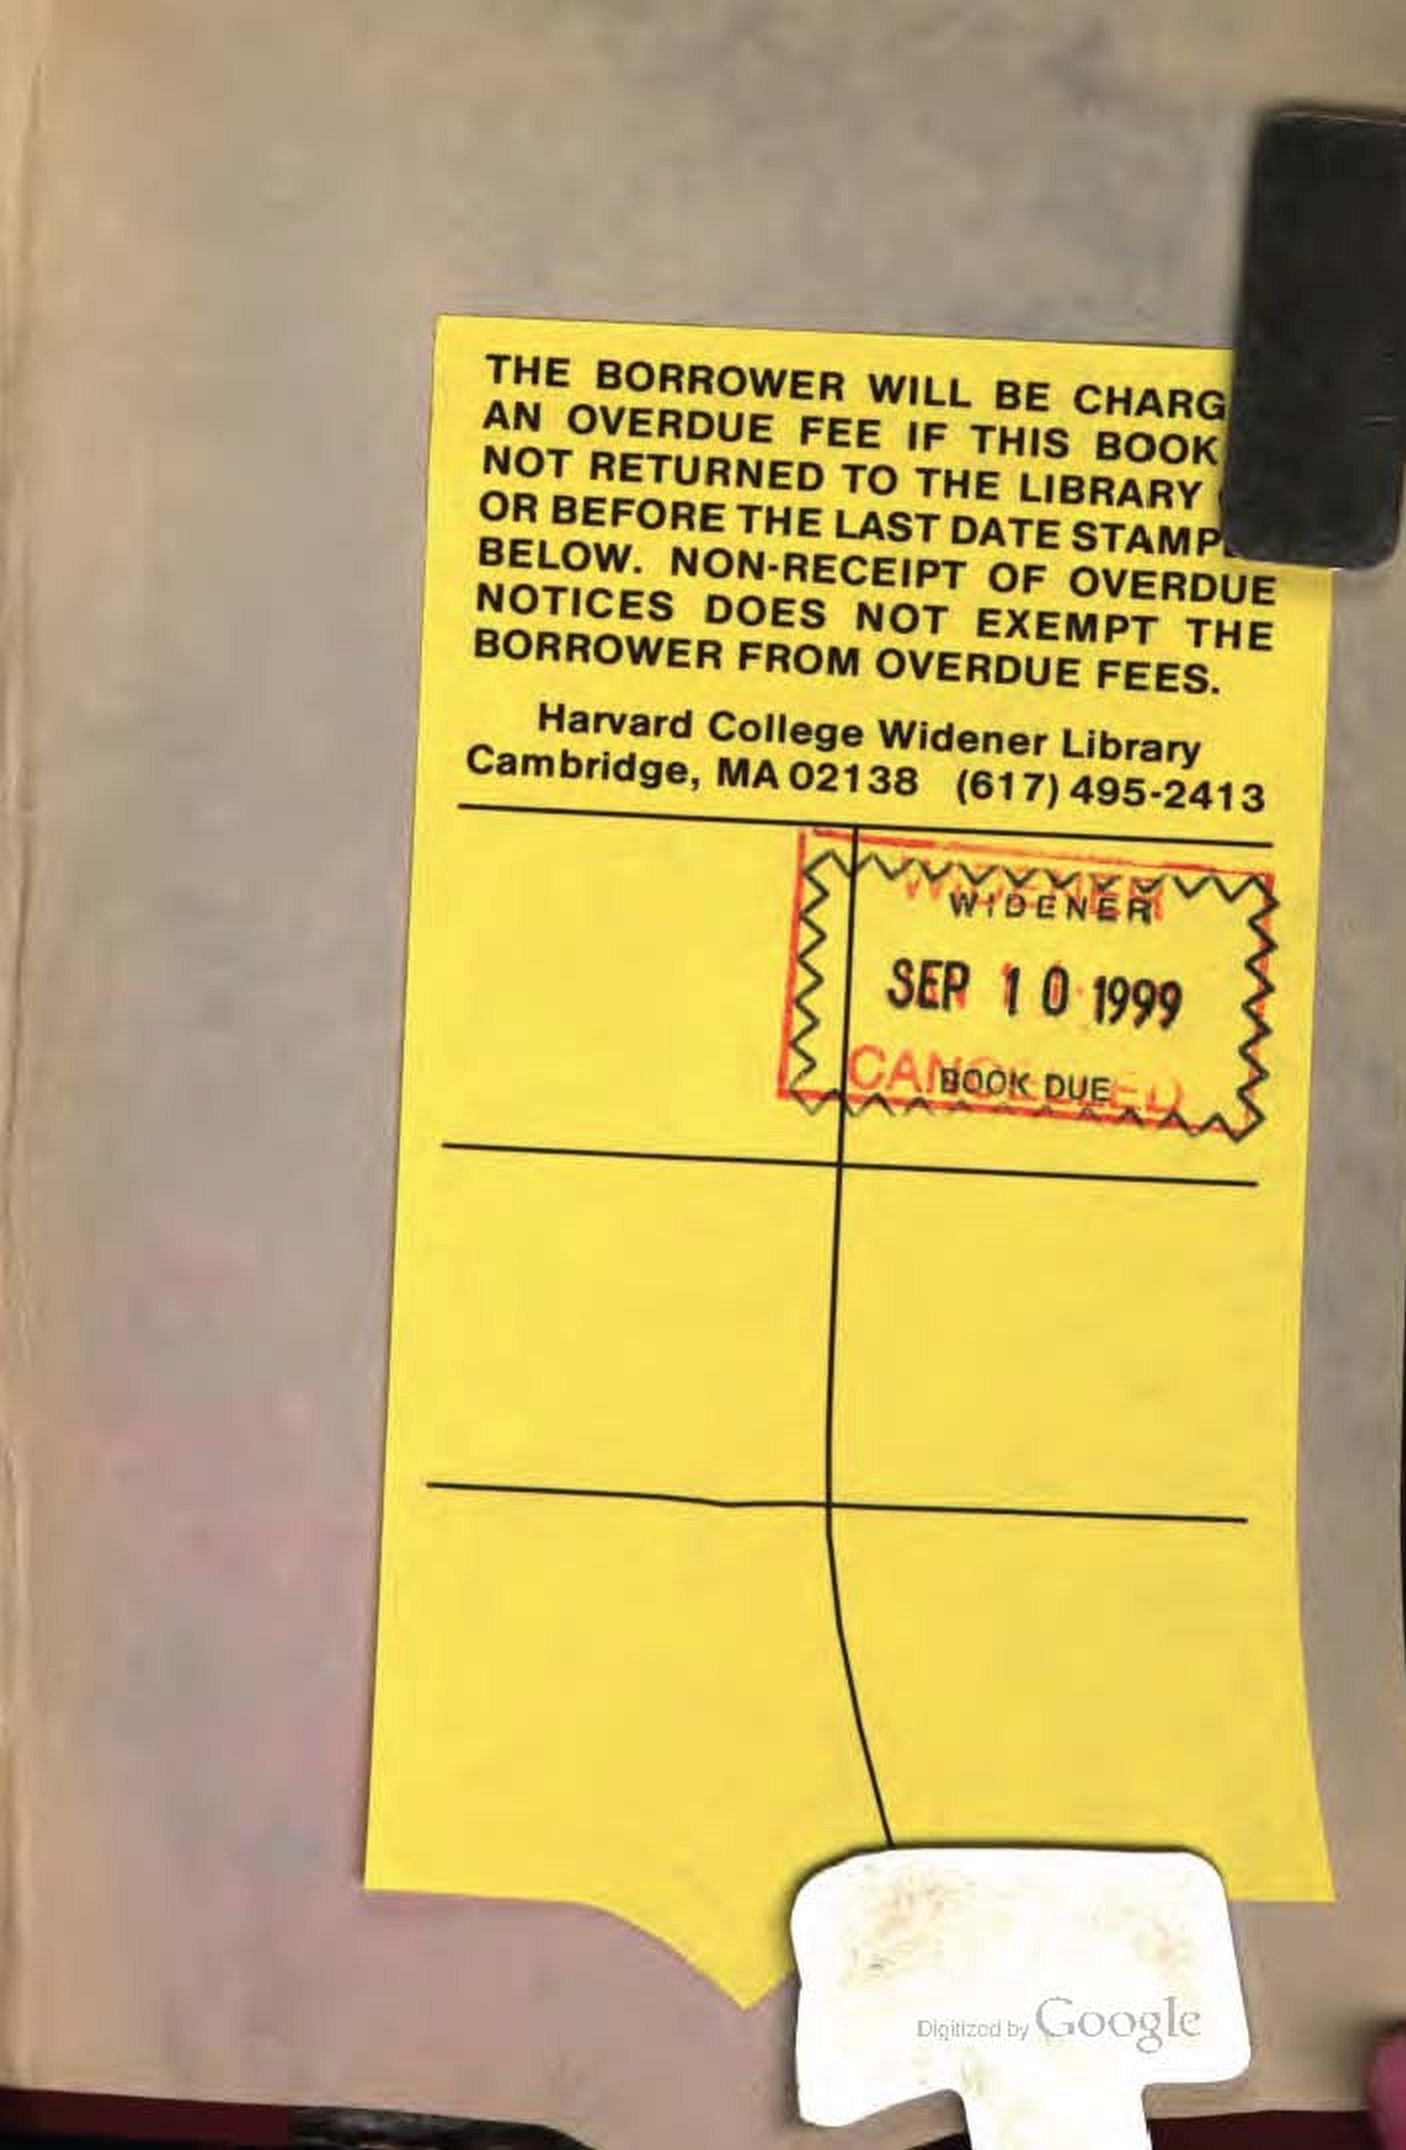 THE BORROWER WILL BE CHARG
AN OVERDUE FEE IF THIS BOOK
NOT RETURNED TO THE LIBRARY
OR BEFORE THE LAST DATE STAMP
BELOW. NON-RECEIPT OF OVERDUE
NOTICES DOES NOT EXEMPT THE
BORROWER FROM OVERDUE FEES.
Harvard College Widener Library
Cambridge, MA 02138 (617) 495-2413
WIDENER
WIDENER
SEP 10 1999
CANCELLED
BOOK DUE
Digitized by Google